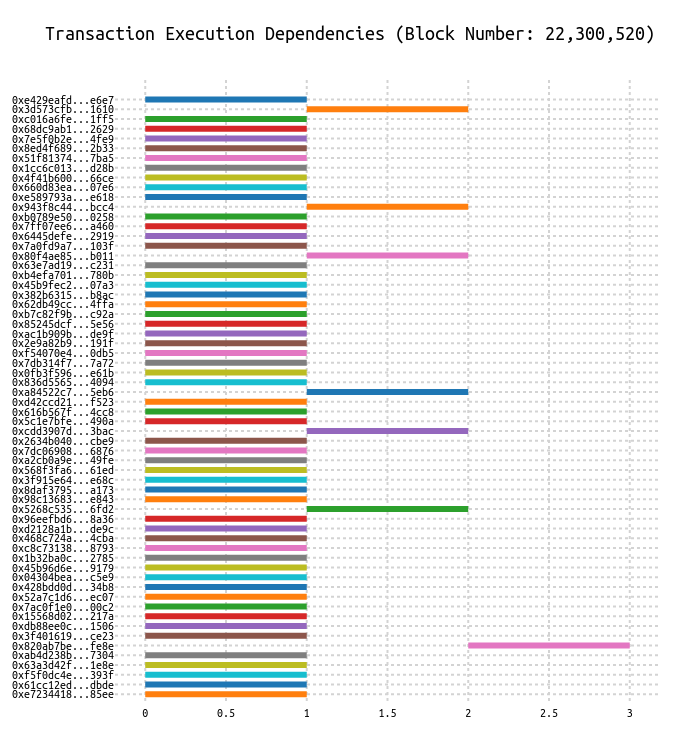 Transaction Execution Dependencies (Block Number: 22,300,520)
0xe429eafd...e6e7
0x3d573cfb...1610
0xc016a6fe...1ff5
0x68dc9ab1...2629
0x7e5f0b2e...4fe9
0x8ed4f689...2b33
0x51f81374...7ba5
0x1cc6c013...d28b
0x4f41b600...66ce
0x660d83ea...07e6
0xe589793a...e618
0x943f8c44...bcc4
0xb0789e50...0258
0x7ff07ee6...a460
0x6445defe...2919
0x7a0fd9a7...103f
0x80f4ae85...b011
0x63e7ad19...c231
0xb4efa701...780b
0x45b9fec2...07a3
0x382b6315...b8ac
0x62db49cc...4ffa
0xb7c82f9b...c92a
0x85245dcf...5e56
0xac1b909b...de9f
0x2e9a82b9...191f
0xf54070e4...0db5
0x7db314f7...7a72
0x0fb3f596...e61b
0x836d5565...4094
0xa84522c7...5eb6
0xd42ccd21...f523
0x616b567f...4cc8
0x5c1e7bfe...490a
0xcdd3907d...3bac
0x2634b040...cbe9
0x7dc06908...6876
0xa2cb0a9e...49fe
0x568f3fa6...61ed
0x3f915e64...e68c
0x8daf3795...a173
0x98c13683...e843
0x5268c535...6fd2
0x96eefbd6...8a36
0xd2128a1b...de9c
0x468c724a...4cba
0xc8c73138...8793
0x1b32ba0c...2785
0x45b96d6e...9179
0x04304bea...c5e9
0x428bdd0d...34b8
0x52a7c1d6...ec07
0x7ac0f1e0...00c2
0x15568d02...217a
0xdb88ee0c...1506
0x3f401619...ce23
0x820ab7be...fe8e
0xab4d238b...7304
0x63a3d42f...1e8e
0xf5f0dc4e...393f
0x61cc12ed...dbde
0xe7234418...85ee
0 0.5 1 1.5 2 2.5 3